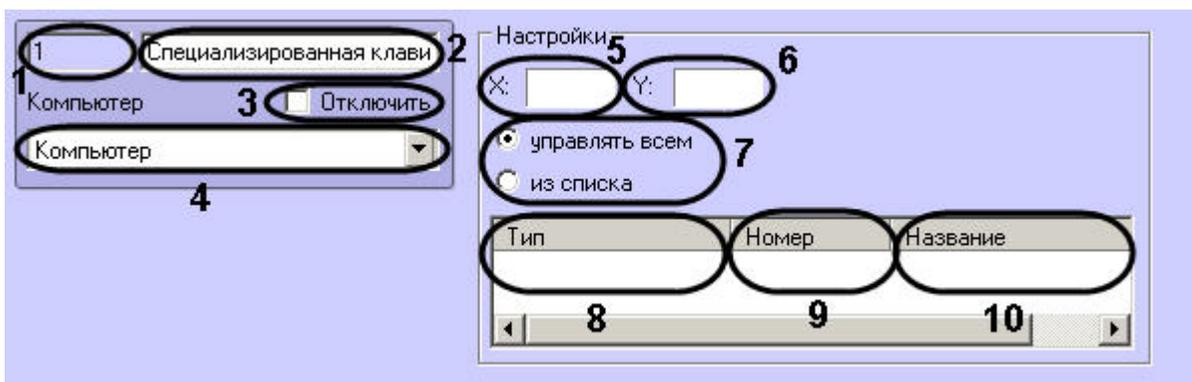 1
Специализированная клави
2
1
Компьютер
3
Отключить
Компьютер
4
Настройки
5
X:
Y:
6
управлять всем
7
из списка
Тип
Номер
Название
8
9
10